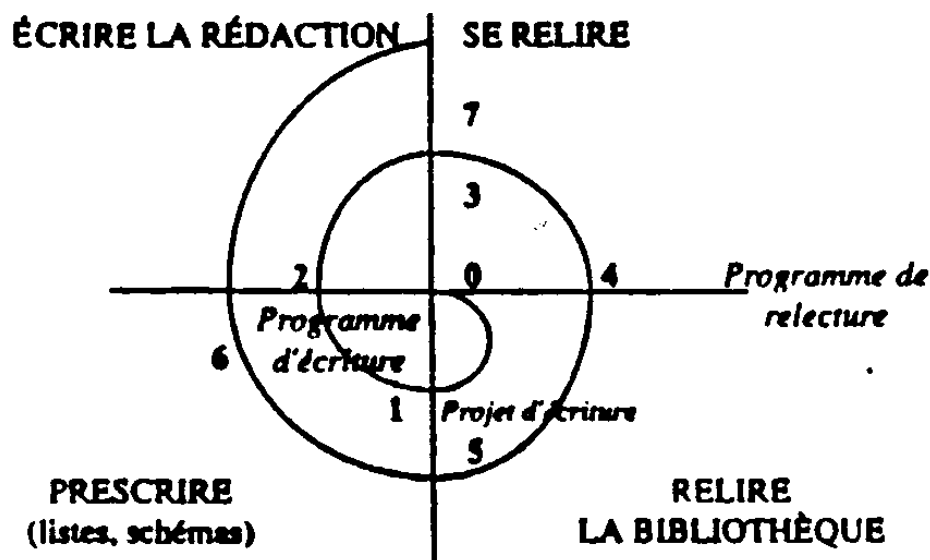 ÉCRIRE LA RÉDACTION
SE RELIRE
7
3
2
0
4
Programme de
relecture
Programme
d'écriture
6
1
Projet d'écriture
5
PRESCRIRE
(listes, schémas)
RELIRE
LA BIBLIOTHÈQUE